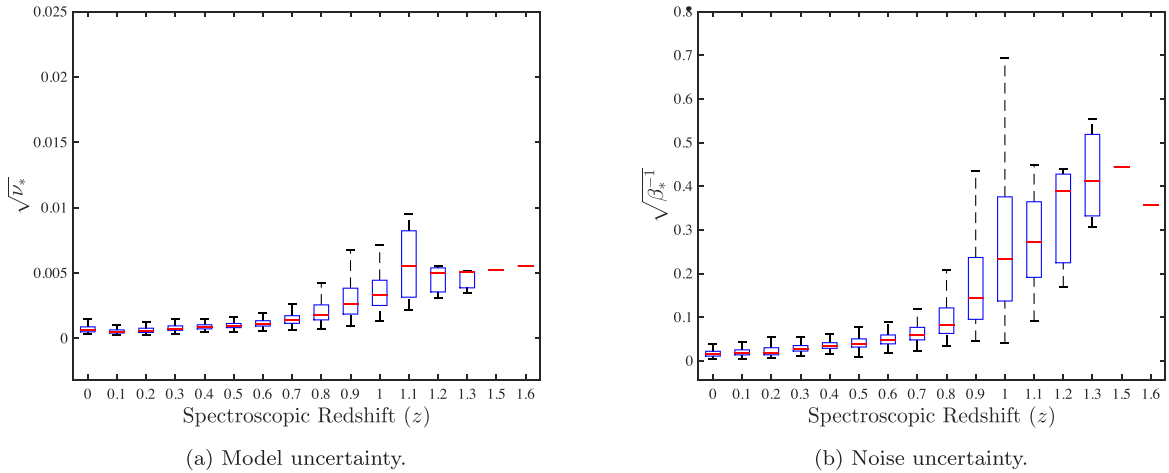 0.025
0.02
0.015
0.01
0.005
0
√ν*
0 0.1 0.2 0.3 0.4 0.5 0.6 0.7 0.8 0.9 1 1.1 1.2 1.3 1.5 1.6
Spectroscopic Redshift (z)
(a) Model uncertainty.
0.8
0.7
0.6
0.5
0.4
0.3
0.2
0.1
0
√β*⁻¹
0 0.1 0.2 0.3 0.4 0.5 0.6 0.7 0.8 0.9 1 1.1 1.2 1.3 1.5 1.6
Spectroscopic Redshift (z)
(b) Noise uncertainty.